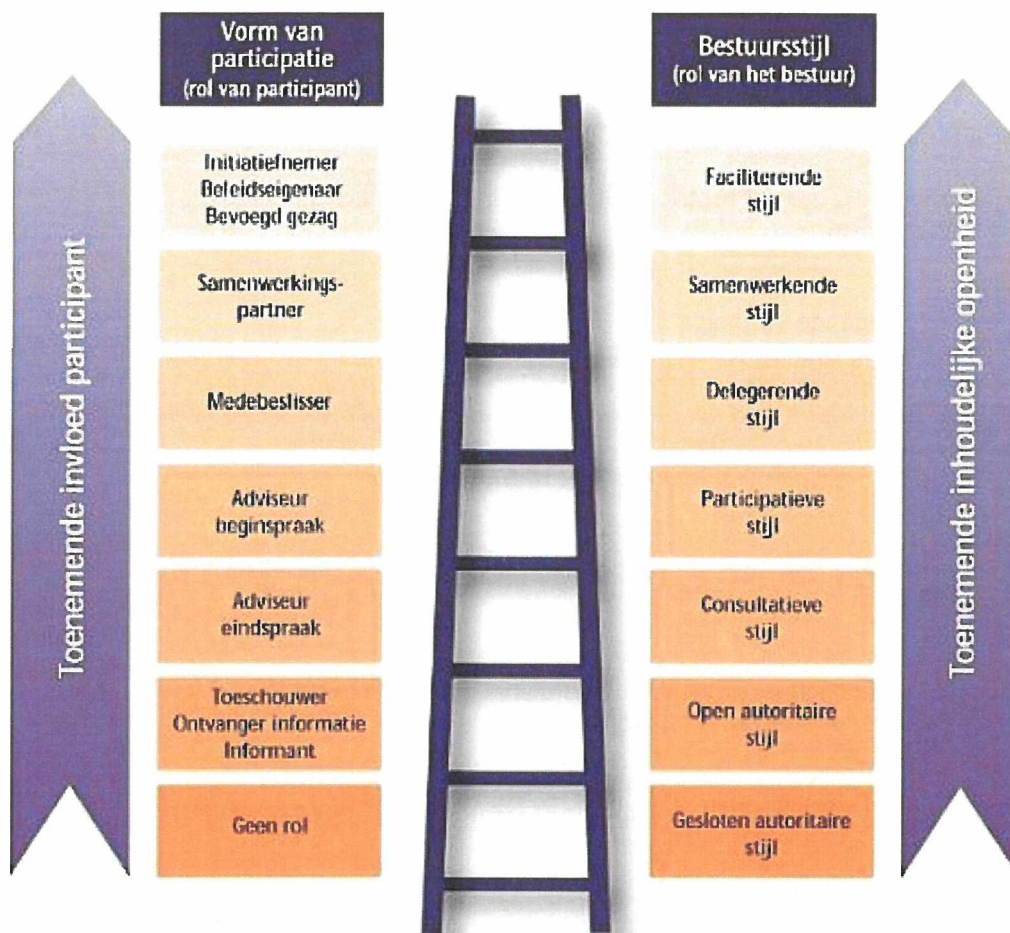 Vorm van
participatie
(rol van participant)
Bestuursstijl
(rol van het bestuur)
Toenemende invloed participant
Initiatiefnemer
Beleidseigenaar
Bevoegd gezag
Faciliterende
stijl
Samenwerkings-
partner
Samenwerkende
stijl
Medebeslisser
Delegerende
stijl
Adviseur
beginspraak
Participatieve
stijl
Adviseur
eindspraak
Consultatieve
stijl
Toeschouwer
Ontvanger informatie
Informant
Open autoritaire
stijl
Geen rol
Gesloten autoritaire
stijl
Toenemende inhoudelijke openheid